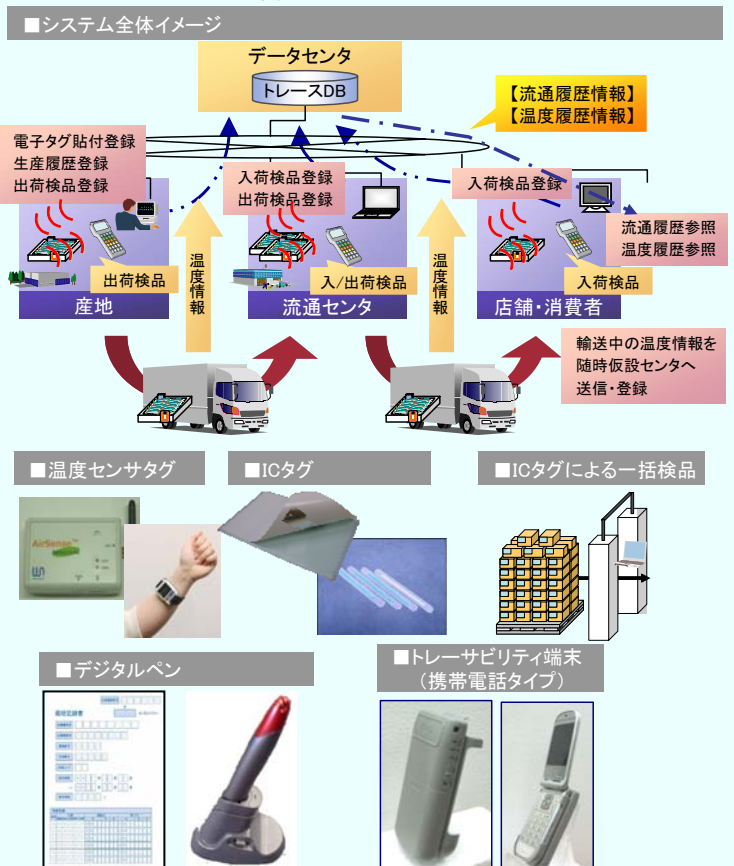 ■システム全体イメージ
データセンタ
トレースDB
【流通履歴情報】
【温度履歴情報】
電子タグ貼付登録
生産履歴登録
出荷検品登録
入荷検品登録
出荷検品登録
入荷検品登録
流通履歴参照
温度履歴参照
出荷検品
温度情報
入/出荷検品
温度情報
入荷検品
産地
流通センタ
店舗・消費者
輸送中の温度情報を
随時仮設センタへ
送信・登録
■温度センサタグ
■ICタグ
■ICタグによる一括検品
AirSense™
■デジタルペン
■トレーサビリティ端末
（携帯電話タイプ）